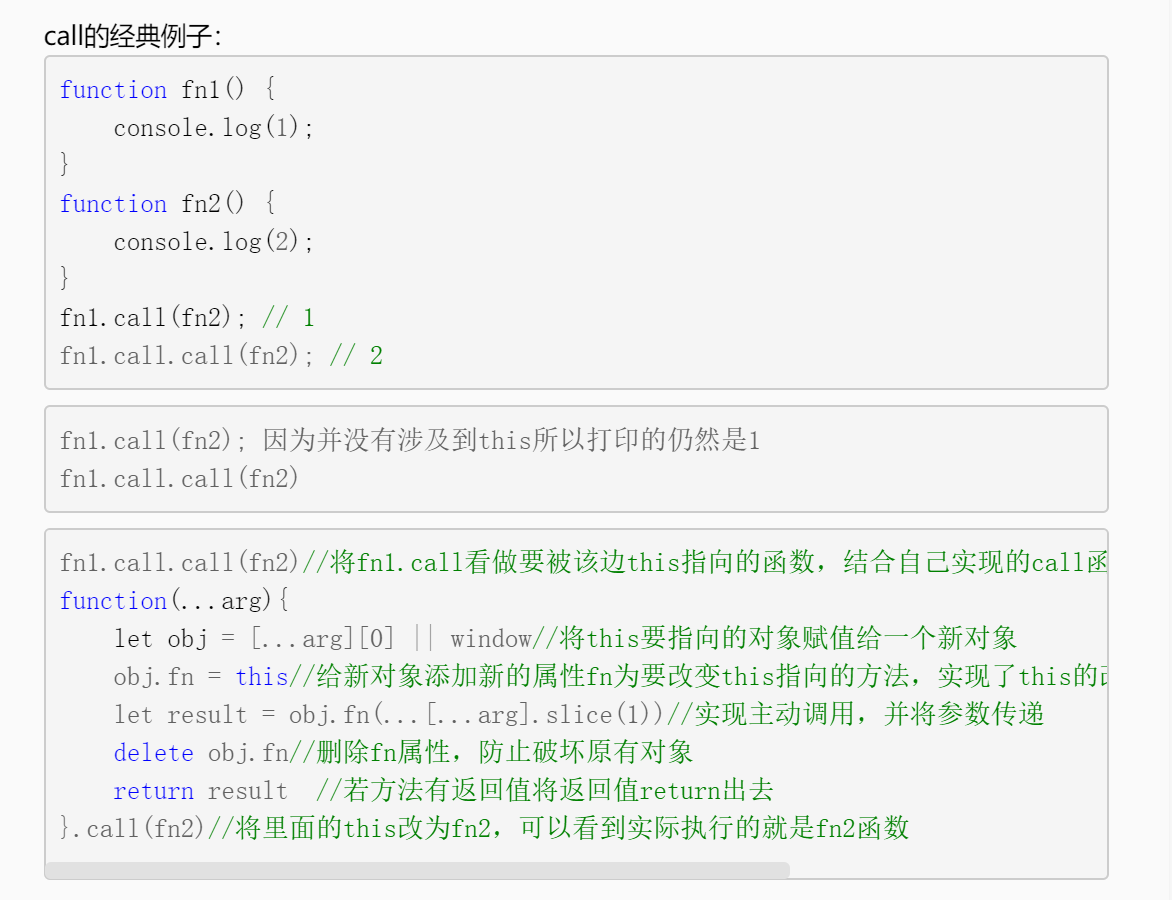 call的经典例子：
function fn1() {
    console.log(1);
}
function fn2() {
    console.log(2);
}
fn1.call(fn2); // 1
fn1.call.call(fn2); // 2
fn1.call(fn2); 因为并没有涉及到this所以打印的仍然是1
fn1.call.call(fn2)
fn1.call.call(fn2)//将fn1.call看做要被该边this指向的函数，结合自己实现的call函
function(...arg){
    let obj = [...arg][0] || window//将this要指向的对象赋值给一个新对象
    obj.fn = this//给新对象添加新的属性fn为要改变this指向的方法，实现了this的
    let result = obj.fn(...[...arg].slice(1))//实现主动调用，并将参数传递
    delete obj.fn//删除fn属性，防止破坏原有对象
    return result  //若方法有返回值将返回值return出去
}.call(fn2)//将里面的this改为fn2，可以看到实际执行的就是fn2函数